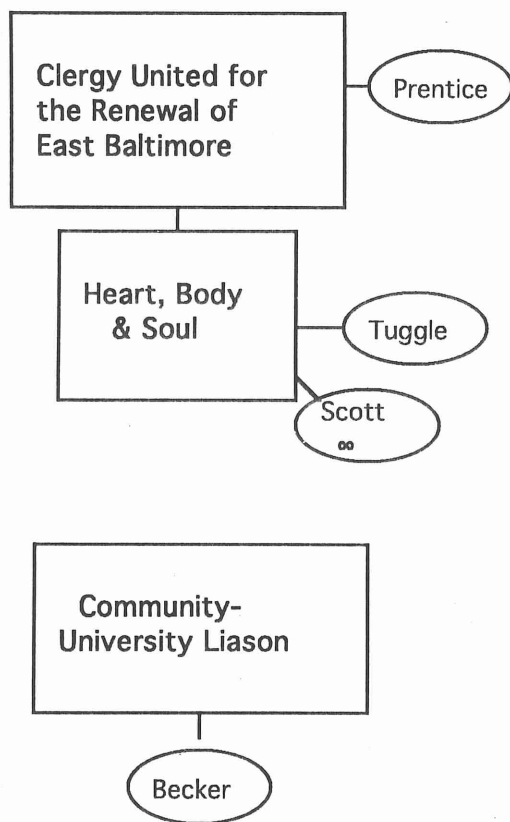 Clergy United for
the Renewal of
East Baltimore
Prentice
Heart, Body
& Soul
Tuggle
Scott
∞
Community-
University Liason
Becker